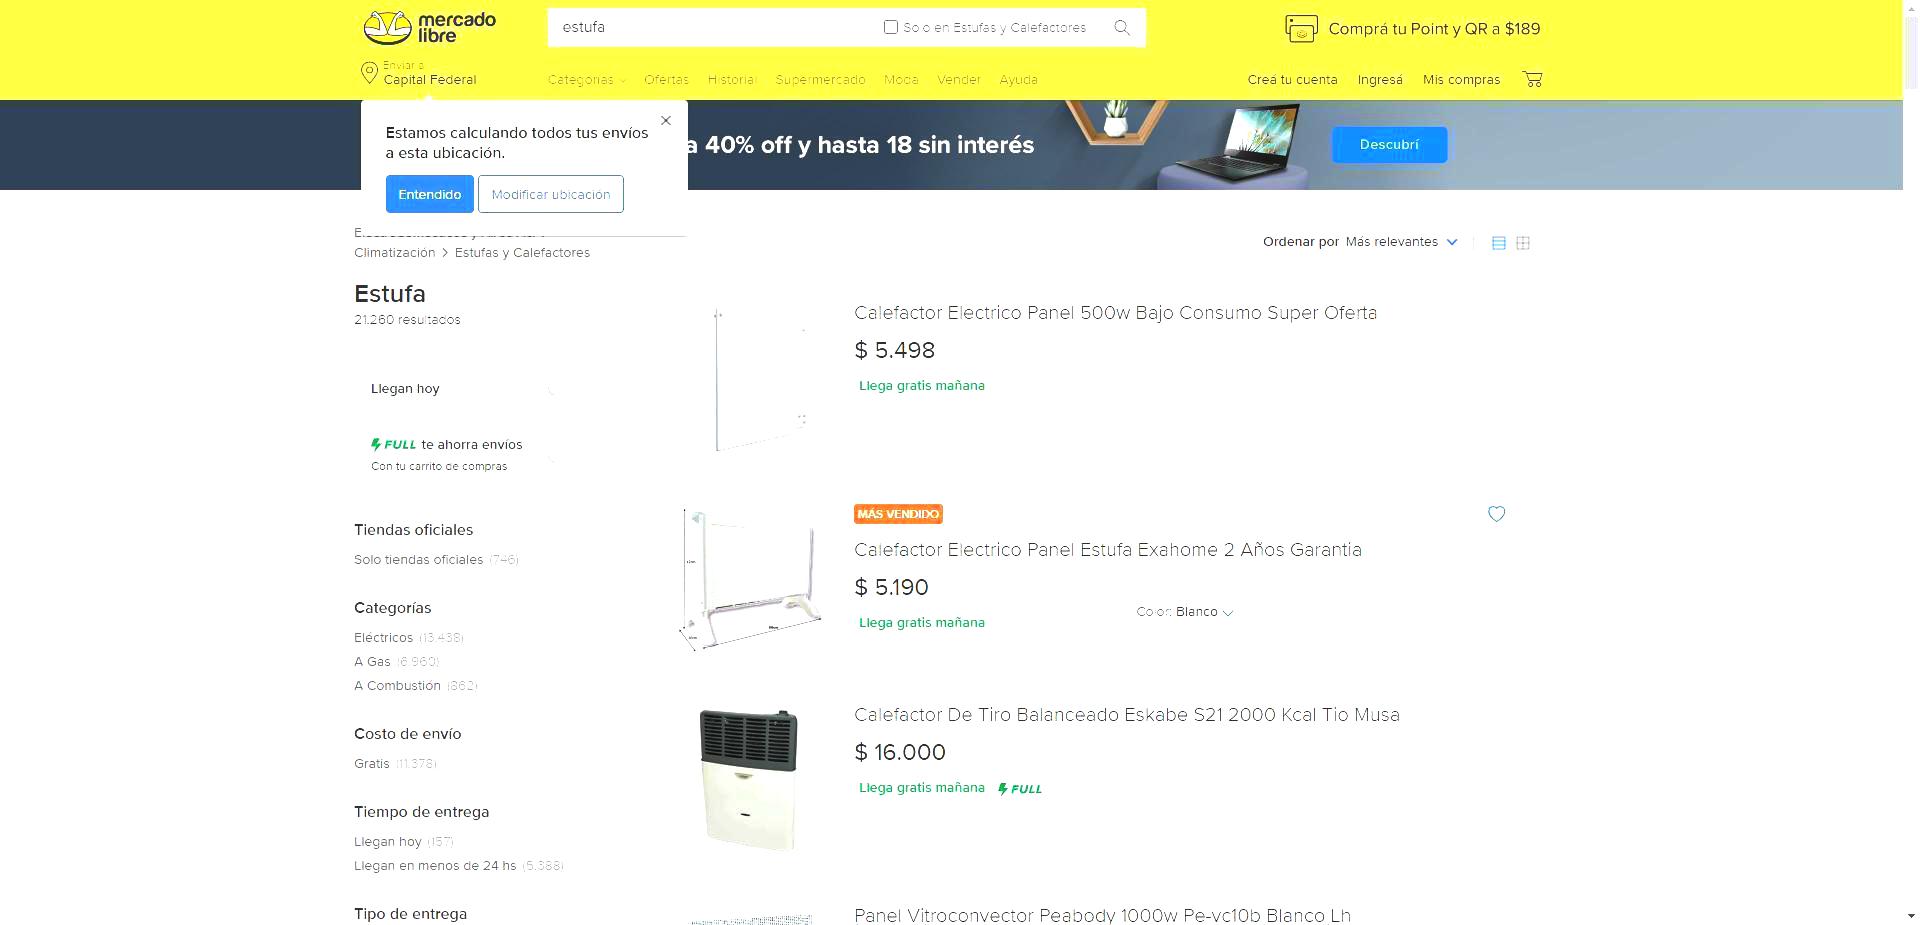 mercado
libre
estufa
Solo en Estufas y Calefactores
Comprá tu Point y QR a $189
Enviar a
Capital Federal
Categorías
Ofertas
Historial
Supermercado
Moda
Vender
Ayuda
Creá tu cuenta
Ingresá
Mis compras
Estamos calculando todos tus envíos
a esta ubicación.
Entendido
Modificar ubicación
a 40% off y hasta 18 sin interés
Descubrí
Climatización > Estufas y Calefactores
Ordenar por Más relevantes
Estufa
21.260 resultados
Llegan hoy
FULL te ahorra envíos
Con tu carrito de compras
Tiendas oficiales
Solo tiendas oficiales (746)
Categorías
Eléctricos (13.438)
A Gas (6.960)
A Combustión (862)
Costo de envío
Gratis (11.378)
Tiempo de entrega
Llegan hoy (157)
Llegan en menos de 24 hs (5.388)
Tipo de entrega
Calefactor Electrico Panel 500w Bajo Consumo Super Oferta
$ 5.498
Llega gratis mañana
MÁS VENDIDO
Calefactor Electrico Panel Estufa Exahome 2 Años Garantia
$ 5.190
Color: Blanco
Llega gratis mañana
Calefactor De Tiro Balanceado Eskabe S21 2000 Kcal Tio Musa
$ 16.000
Llega gratis mañana FULL
Panel Vitroconvector Peabody 1000w Pe-vc10b Blanco Lh